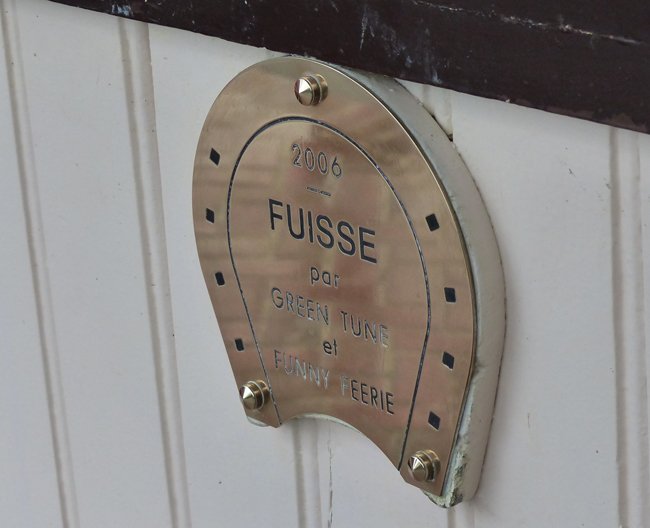 2006
FUISSE
par
GREEN TUNE
et
FUNNY FEERIE